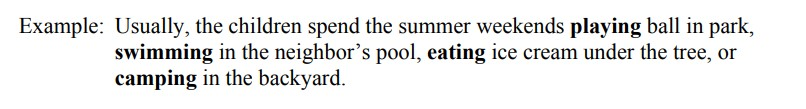 Example: Usually, the children spend the summer weekends playing ball in park,
swimming in the neighbor's pool, eating ice cream under the tree, or
camping in the backyard.